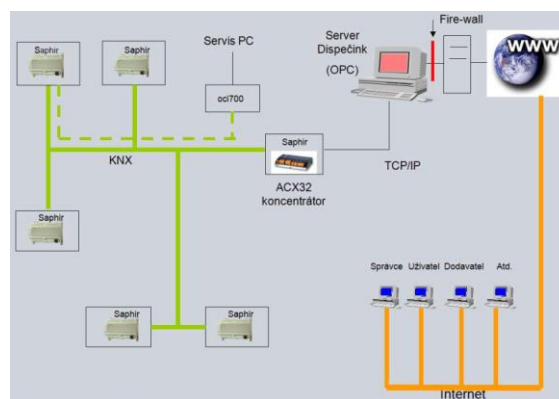 Saphir
Saphir
Servis PC
oci700
Server
Dispečink
(OPC)
Fire-wall
WWW
KNX
Saphir
ACX32
koncentrátor
TCP/IP
Saphir
Saphir
Saphir
Správce
Uživatel
Dodavatel
Atd.
Internet